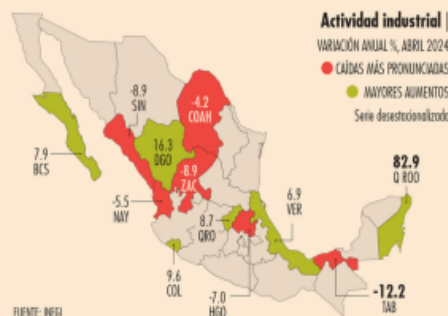 Actividad industrial |
VARIACIÓN ANUAL %, ABRIL 2024
CAÍDAS MÁS PRONUNCIADAS
MAYORES AUMENTOS
Serie desestacionalizada
-8.9
SIN
-4.2
COAH
16.3
DGO
-8.9
ZAC
7.9
BCS
-5.5
NAY
8.7
QRO
6.9
VER
82.9
Q ROO
9.6
COL
-7.0
HGO
-12.2
TAB
FUENTE: INEGI